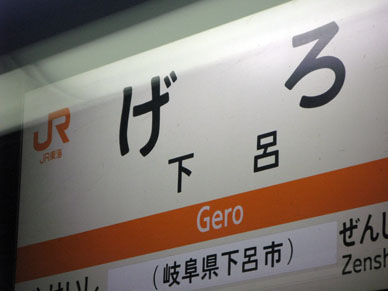 げろ
JR
JR東海
下呂
Gero
(岐阜県下呂市)
ぜんし
Zensh